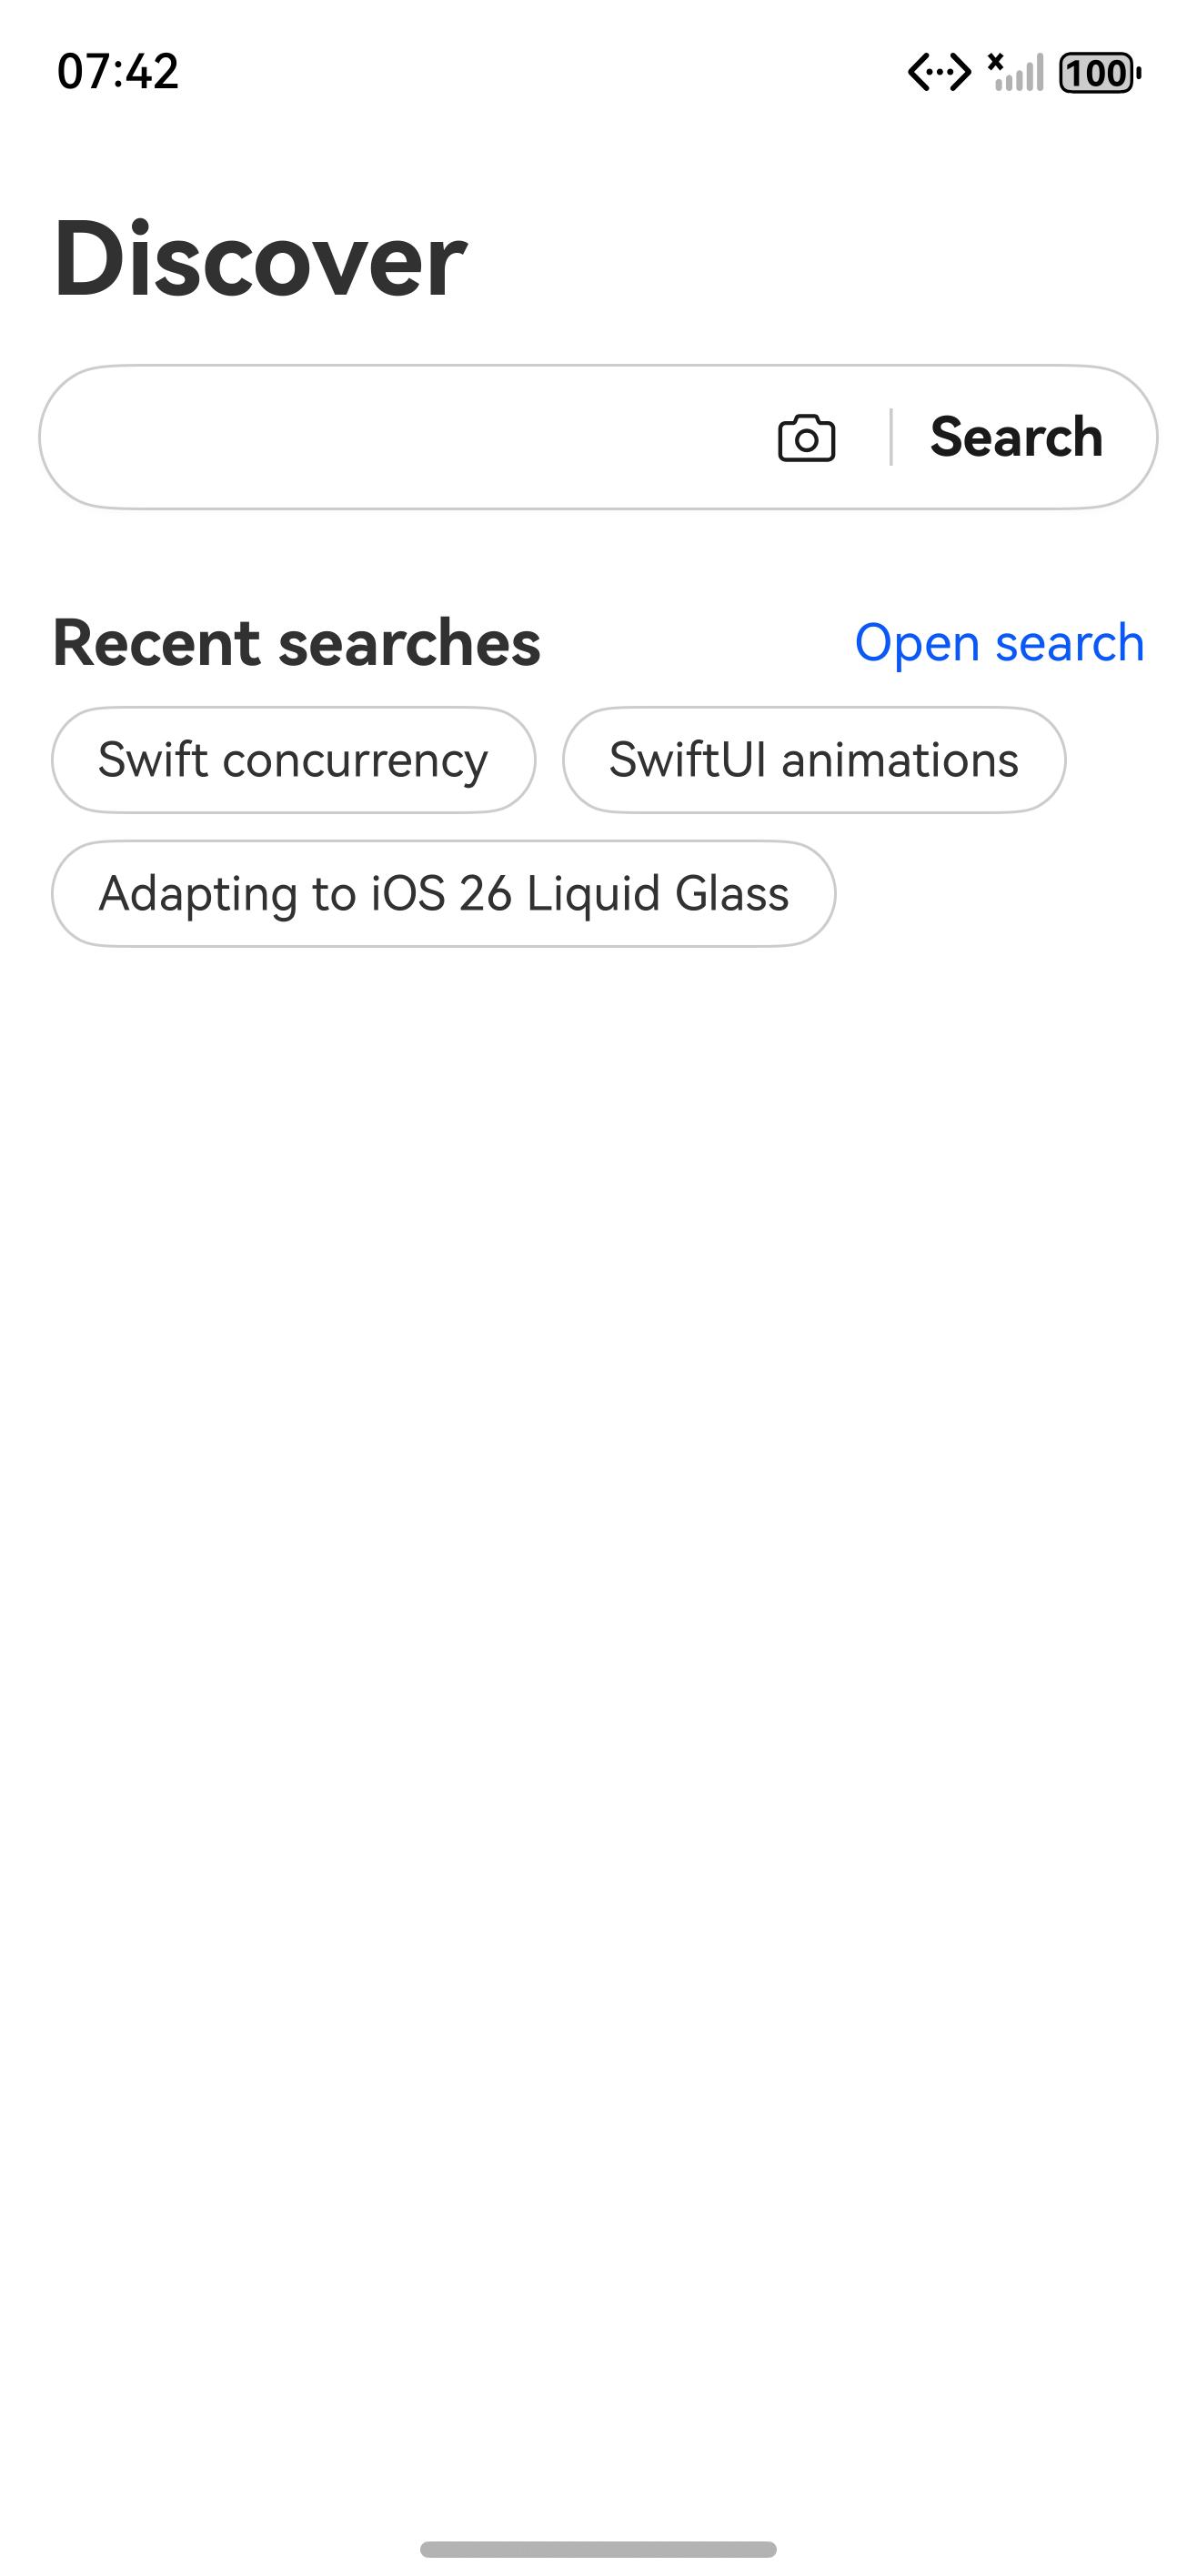 07:42
100
Discover
Search
Recent searches
Open search
Swift concurrency
SwiftUI animations
Adapting to iOS 26 Liquid Glass